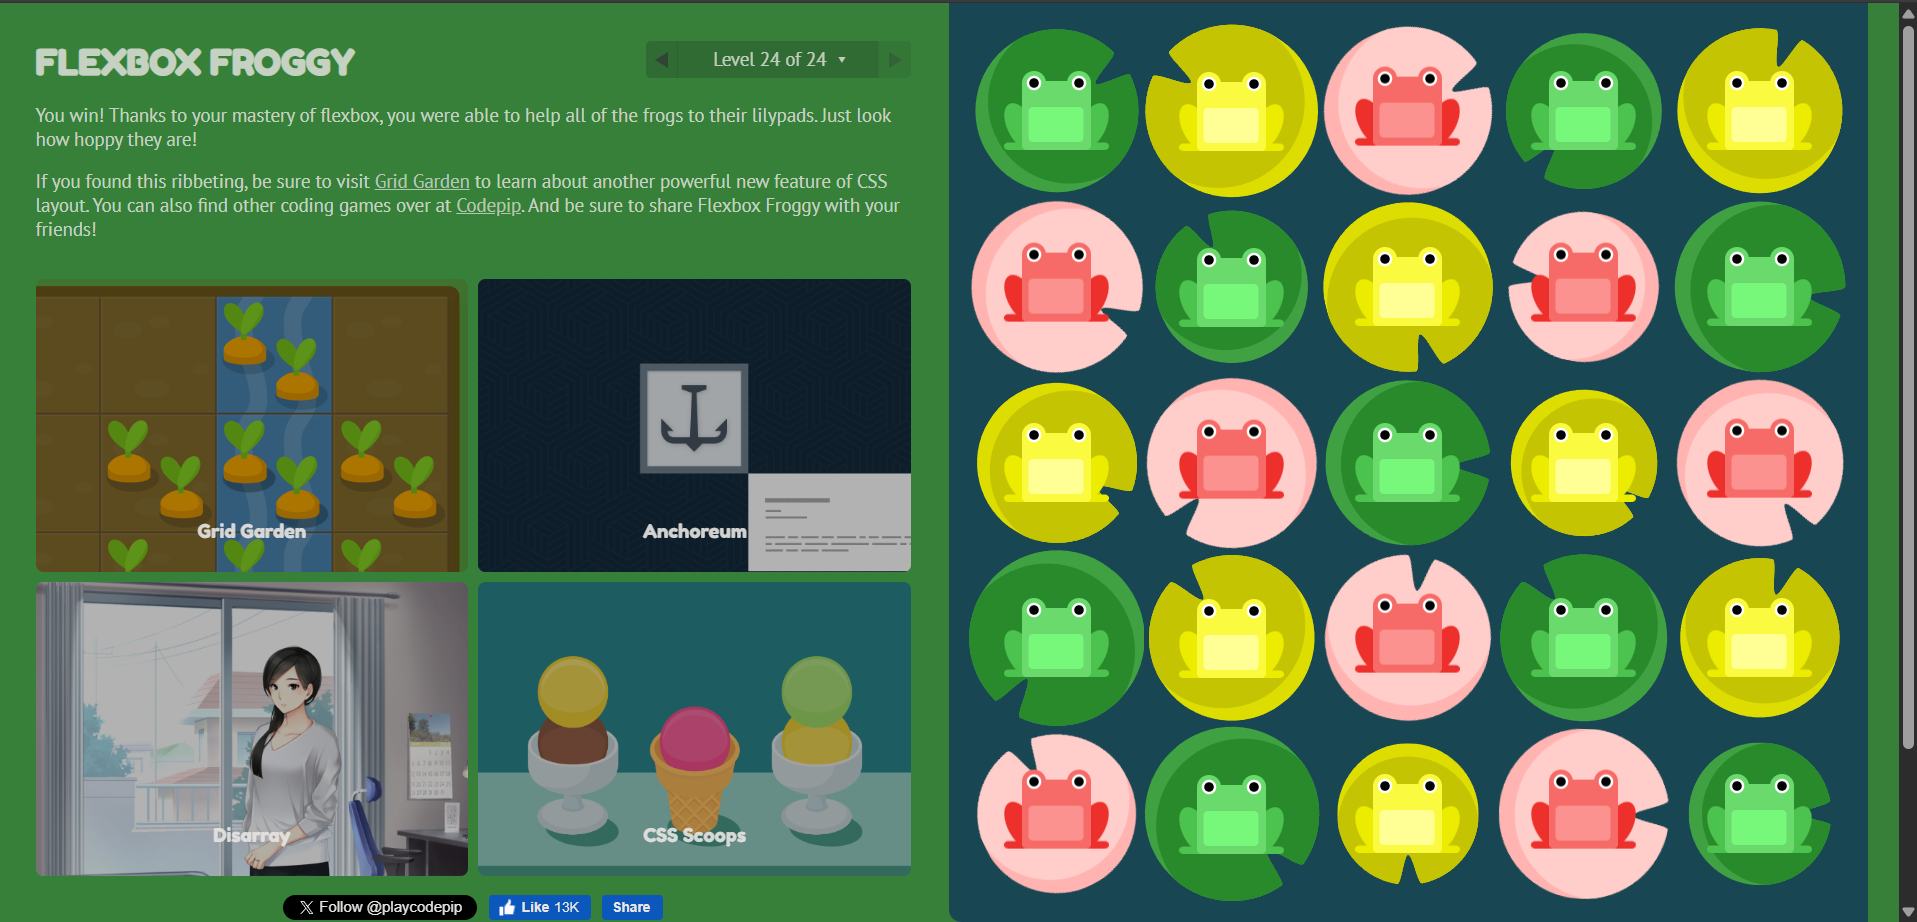 FLEXBOX FROGGY
Level 24 of 24
You win! Thanks to your mastery of flexbox, you were able to help all of the frogs to their lilypads. Just look
how hoppy they are!
If you found this ribbeting, be sure to visit Grid Garden to learn about another powerful new feature of CSS
layout. You can also find other coding games over at Codepip. And be sure to share Flexbox Froggy with your
friends!
Grid Garden
Anchoreum
Disarray
CSS Scoops
Follow @playcodepip
Like 13K
Share